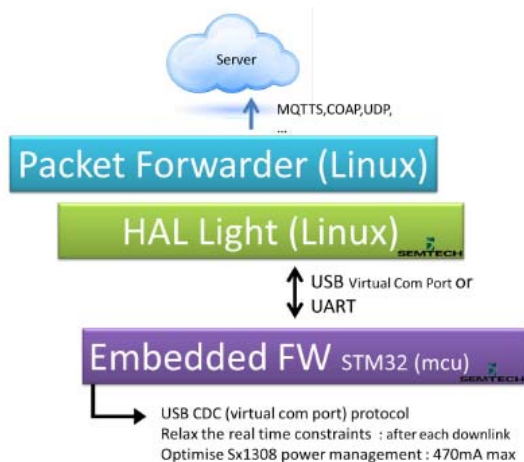 Server
MQTTS,COAP,UDP,
...
Packet Forwarder (Linux)
HAL Light (Linux)
SEMTECH
USB Virtual Com Port or
UART
Embedded FW STM32 (mcu)
SEMTECH
USB CDC (virtual com port) protocol
Relax the real time constraints : after each downlink
Optimise Sx1308 power management : 470mA max